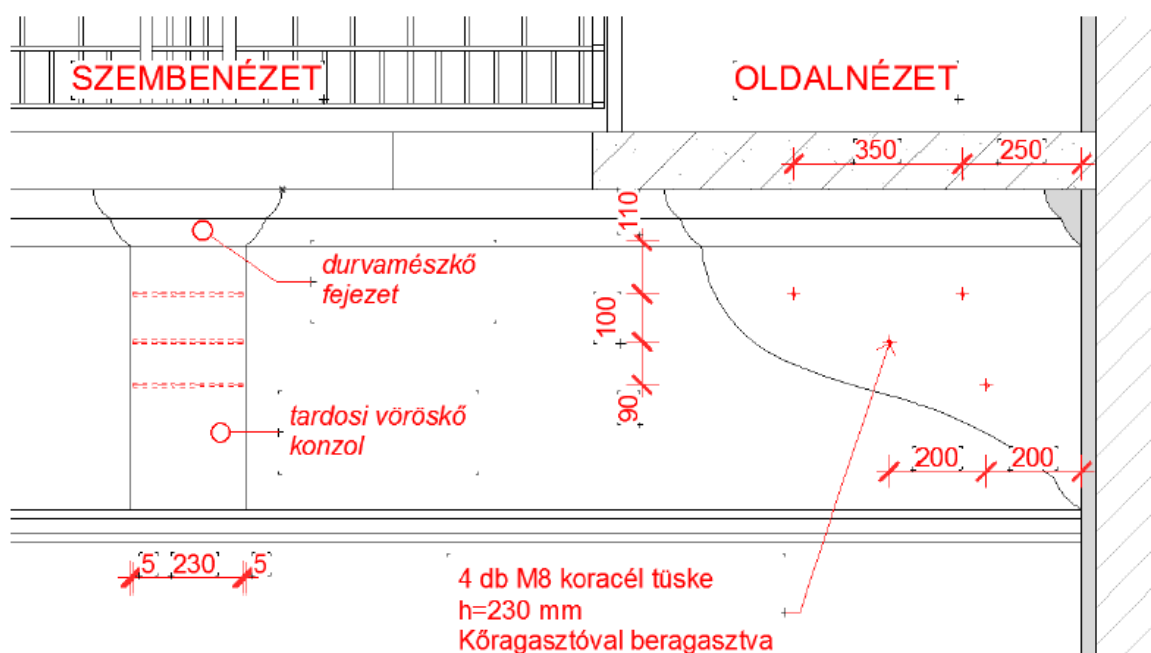 SZEMBENÉZET
OLDALNÉZET
350
250
110
durvamészkő
fejezet
100
tardosi vöröskő
konzol
90
200
200
5
230
5
4 db M8 koracél tüske
h=230 mm
Kőragasztóval beragasztva